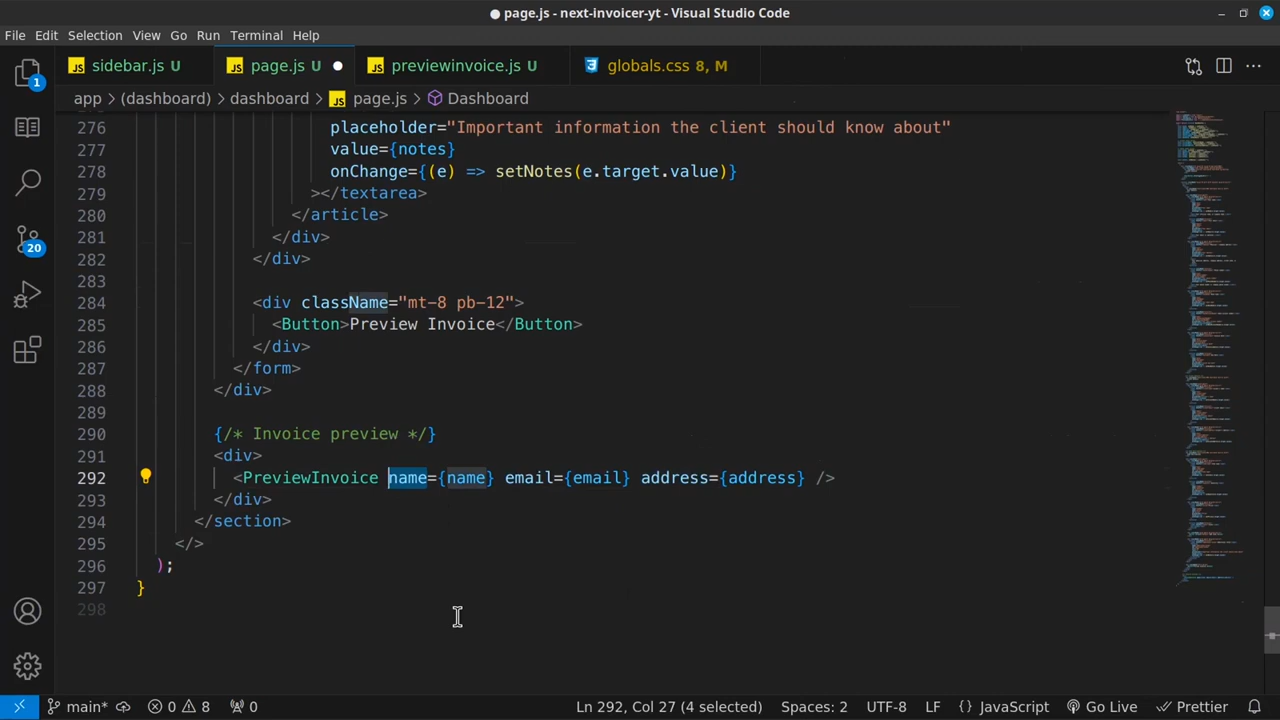 page.js - next-invoicer-yt - Visual Studio Code
File Edit Selection View Go Run Terminal Help
JS sidebar.js U JS page.js U JS previewinvoice.js U globals.css 8, M
app > (dashboard) > dashboard > JS page.js > Dashboard
276 placeholder="Important information the client should know about"
277 value={notes}
278 onChange={(e) => setNotes(e.target.value)}
279 ></textarea>
280 </article>
281 </div>
282 </div>
283
284 <div className="mt-8 pb-12">
285 <Button>Preview Invoice</Button>
286 </div>
287 </form>
288 </div>
289
290 {/* Invoice preview */}
291 <div>
292 <PreviewInvoice name={name} email={email} address={address} />
293 </div>
294 </section>
295 </>
296 );
297 }
298
1
20
main* 0 8 0 Ln 292, Col 27 (4 selected) Spaces: 2 UTF-8 LF {} JavaScript Go Live Prettier